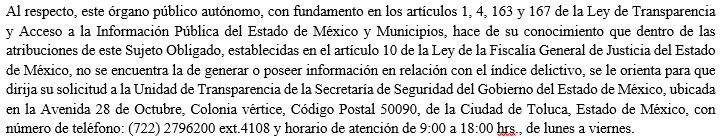 Al respecto, este órgano público autónomo, con fundamento en los artículos 1, 4, 163 y 167 de la Ley de Transparencia
y Acceso a la Información Pública del Estado de México y Municipios, hace de su conocimiento que dentro de las
atribuciones de este Sujeto Obligado, establecidas en el artículo 10 de la Ley de la Fiscalía General de Justicia del Estado
de México, no se encuentra la de generar o poseer información en relación con el índice delictivo, se le orienta para que
dirija su solicitud a la Unidad de Transparencia de la Secretaría de Seguridad del Gobierno del Estado de México, ubicada
en la Avenida 28 de Octubre, Colonia vértice, Código Postal 50090, de la Ciudad de Toluca, Estado de México, con
número de teléfono: (722) 2796200 ext.4108 y horario de atención de 9:00 a 18:00 hrs., de lunes a viernes.